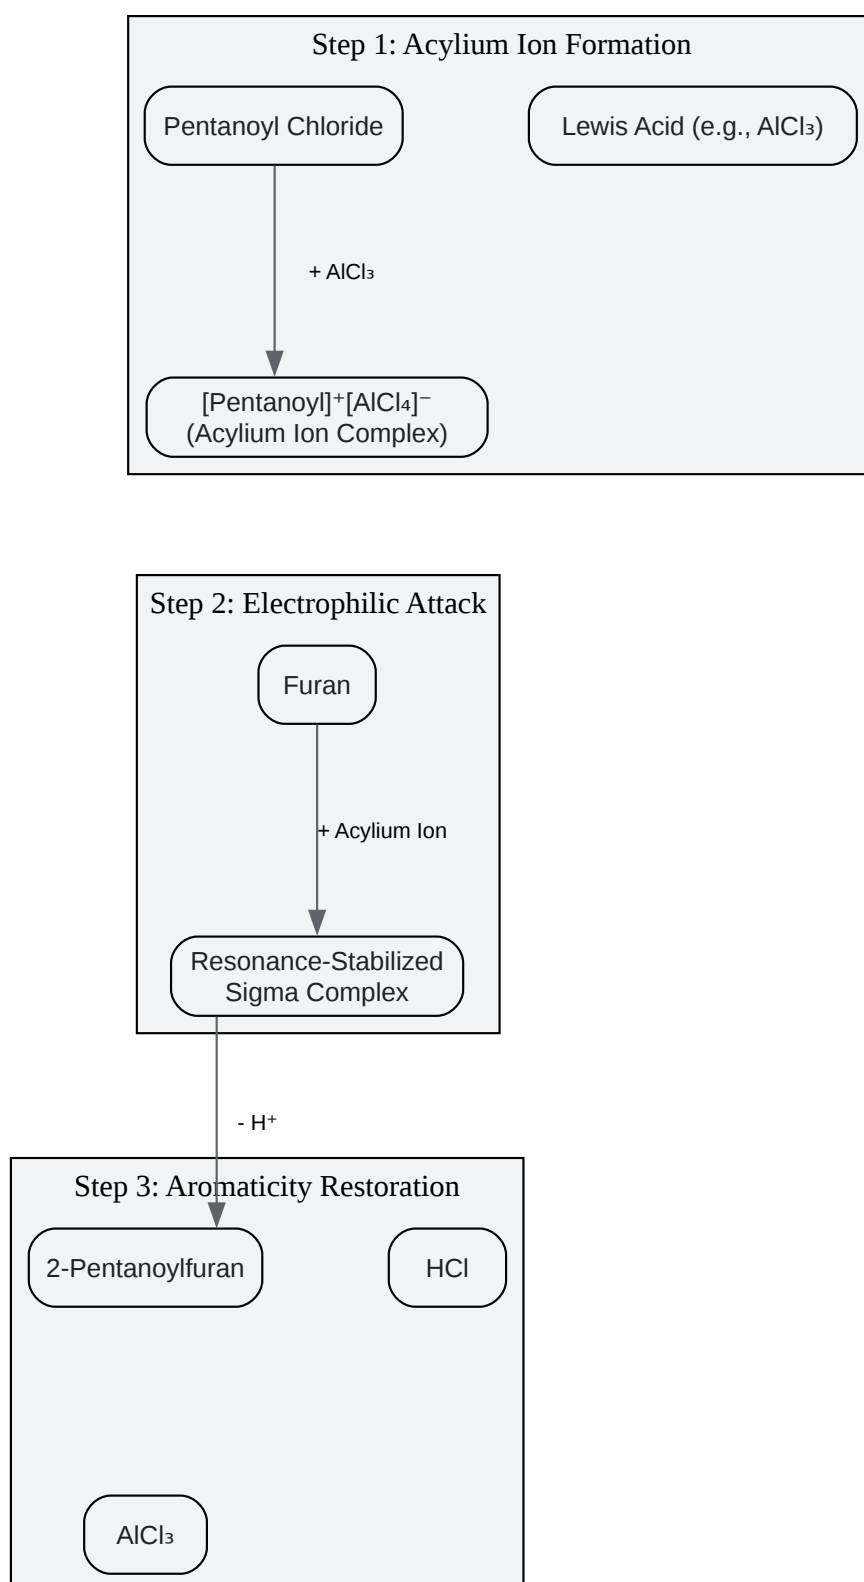 Step 1: Acylium Ion Formation
Pentanoyl Chloride
Lewis Acid (e.g., AlCl₃)
+ AlCl₃
[Pentanoyl]⁺[AlCl₄]⁻
(Acylium Ion Complex)
Step 2: Electrophilic Attack
Furan
+ Acylium Ion
Resonance-Stabilized
Sigma Complex
- H⁺
Step 3: Aromaticity Restoration
2-Pentanoylfuran
HCl
AlCl₃